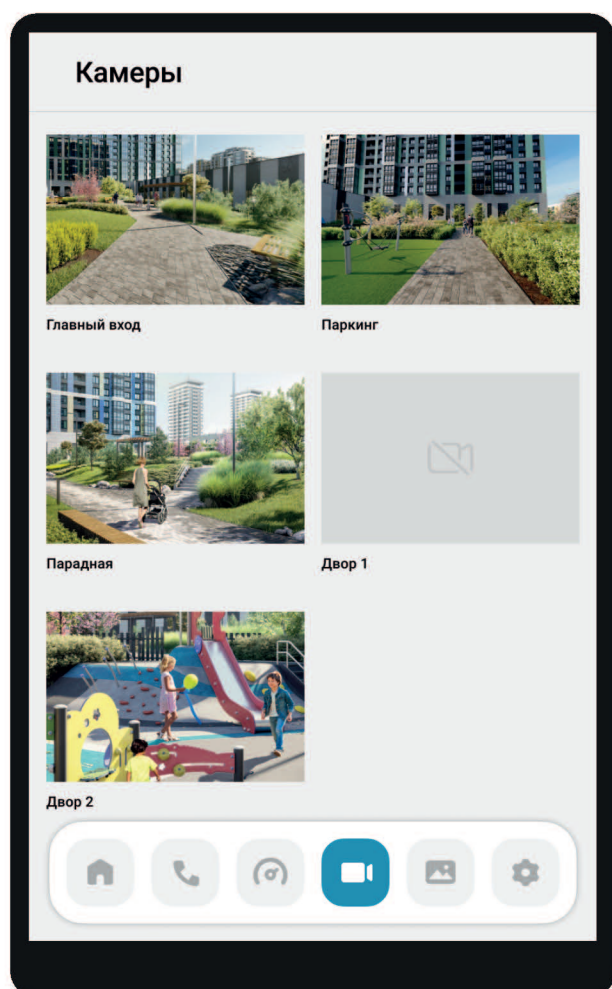 Камеры
Главный вход
Паркинг
Парадная
Двор 1
Двор 2